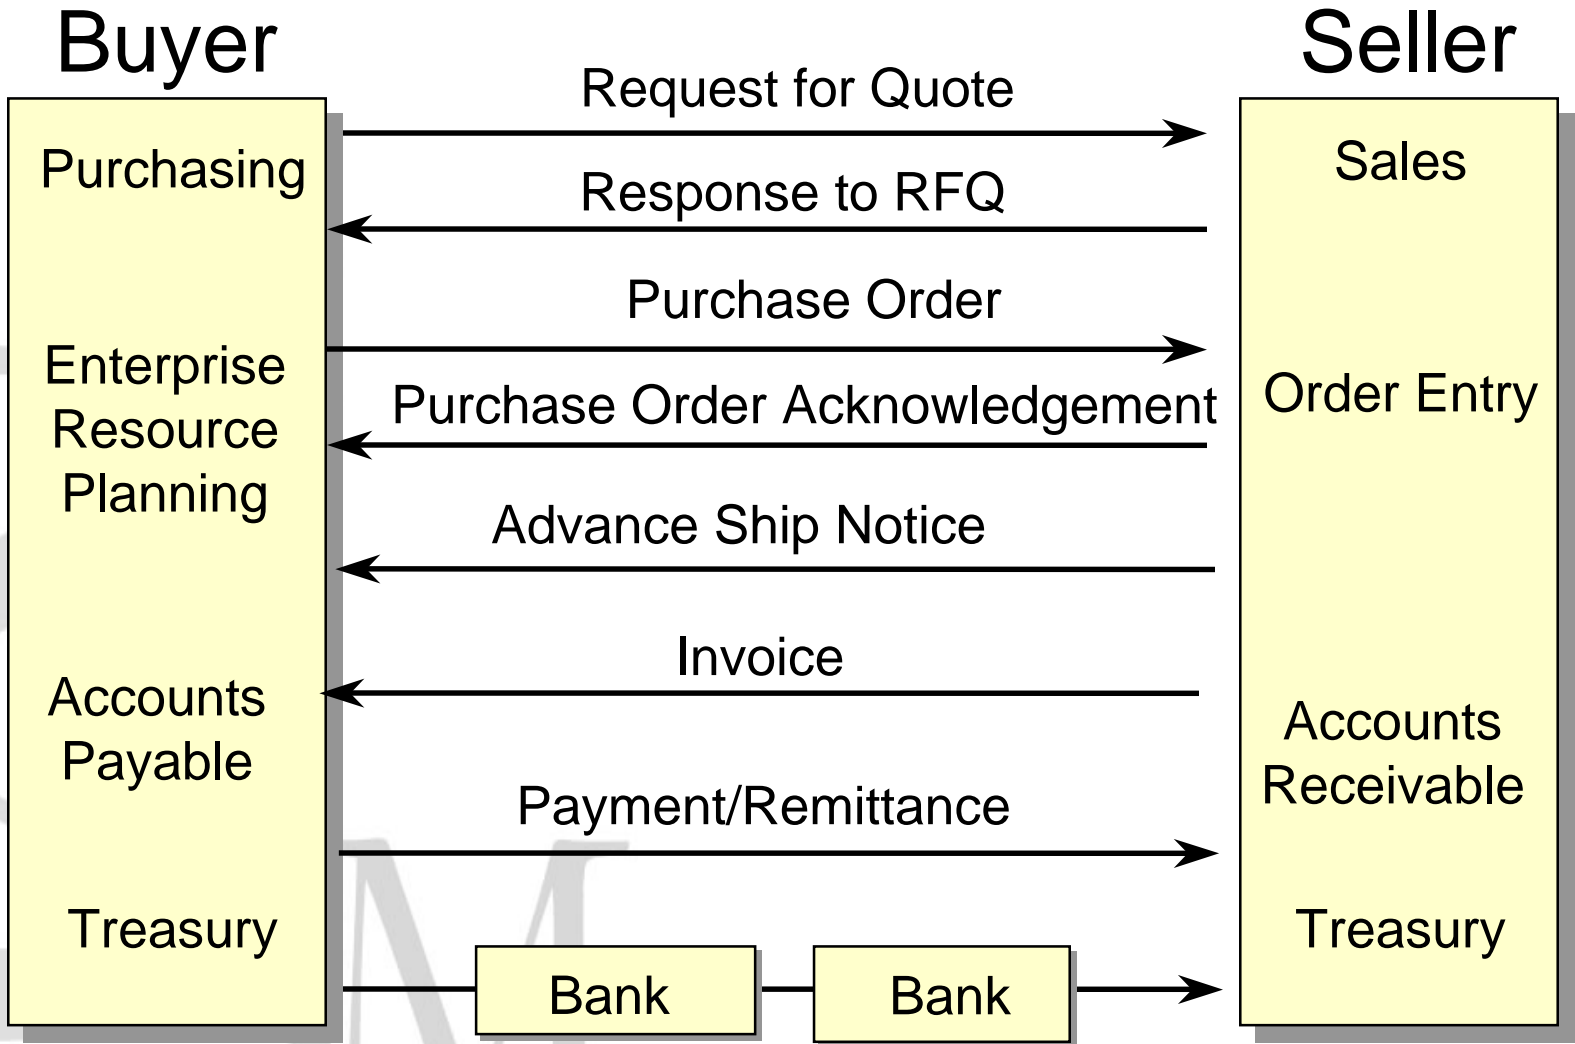 Buyer
Seller
Request for Quote
Purchasing
Sales
Response to RFQ
Purchase Order
Enterprise
Resource
Planning
Purchase Order Acknowledgement
Order Entry
Advance Ship Notice
Invoice
Accounts
Payable
Accounts
Receivable
Payment/Remittance
Treasury
Treasury
Bank
Bank